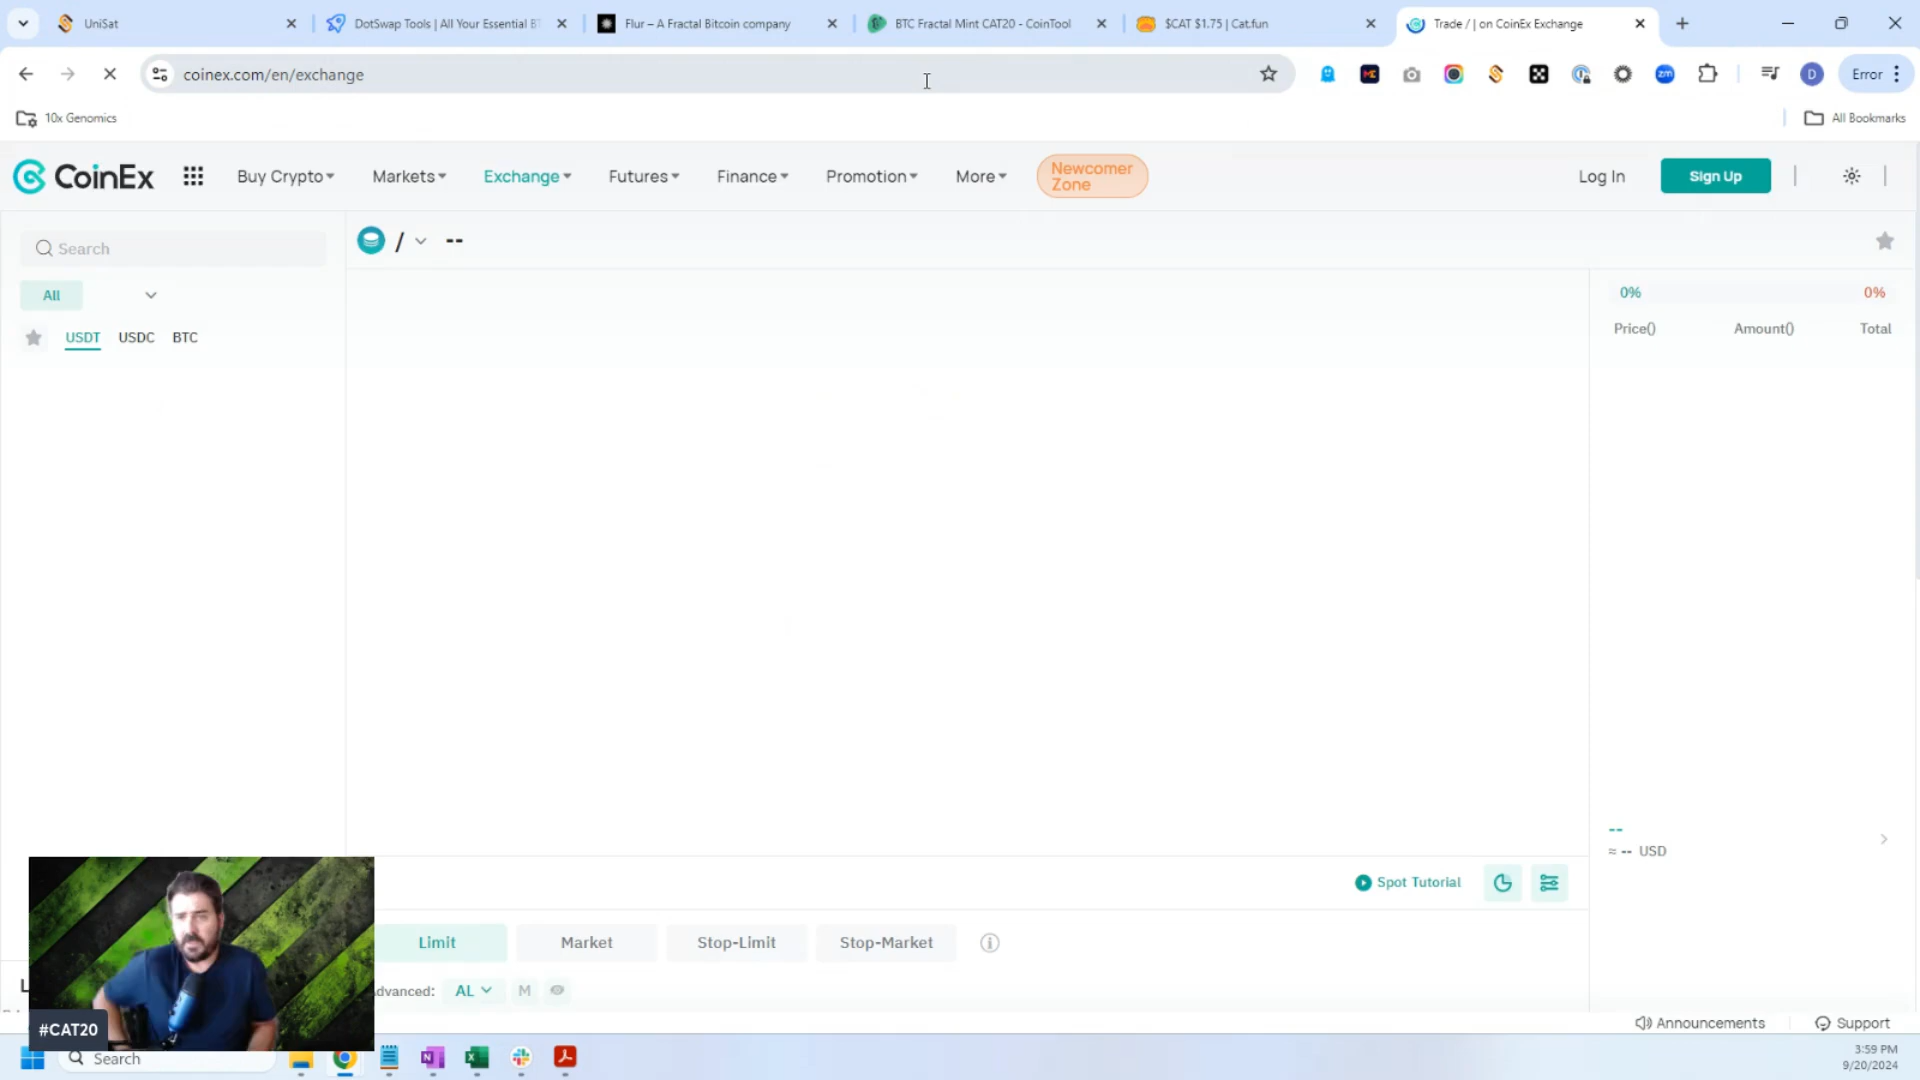 UniSat
DotSwap Tools | All Your Essential BT
Flur – A Fractal Bitcoin company
BTC Fractal Mint CAT20 - CoinTool
$CAT $1.75 | Cat.fun
Trade / | on CoinEx Exchange
coinex.com/en/exchange
Error
10x Genomics
All Bookmarks
CoinEx
Buy Crypto
Markets
Exchange
Futures
Finance
Promotion
More
Newcomer
Zone
Log In
Sign Up
Search
/
--
All
0%
0%
USDT
USDC
BTC
Price()
Amount()
Total
--
≈ -- USD
Spot Tutorial
Limit
Market
Stop-Limit
Stop-Market
dvanced:
AL
M
#CAT20
Announcements
Support
Search
3:59 PM
9/20/2024